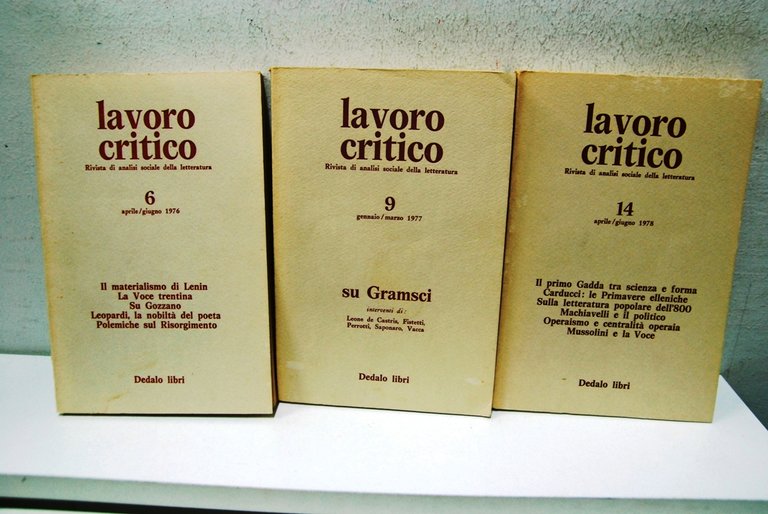 lavoro
critico
Rivista di analisi sociale della letteratura
6
aprile/giugno 1976
Il materialismo di Lenin
La Voce trentina
Su Gozzano
Leopardi, la nobiltà del poeta
Polemiche sul Risorgimento
Dedalo libri
lavoro
critico
Rivista di analisi sociale della letteratura
9
gennaio/marzo 1977
su Gramsci
interventi di:
Leone de Castris, Fistetti,
Perrotti, Saponaro, Vacca
Dedalo libri
lavoro
critico
Rivista di analisi sociale della letteratura
14
aprile/giugno 1978
Il primo Gadda tra scienza e forma
Carducci: le Primavere elleniche
Sulla letteratura popolare dell'800
Machiavelli e il politico
Operaismo e centralità operaia
Mussolini e la Voce
Dedalo libri